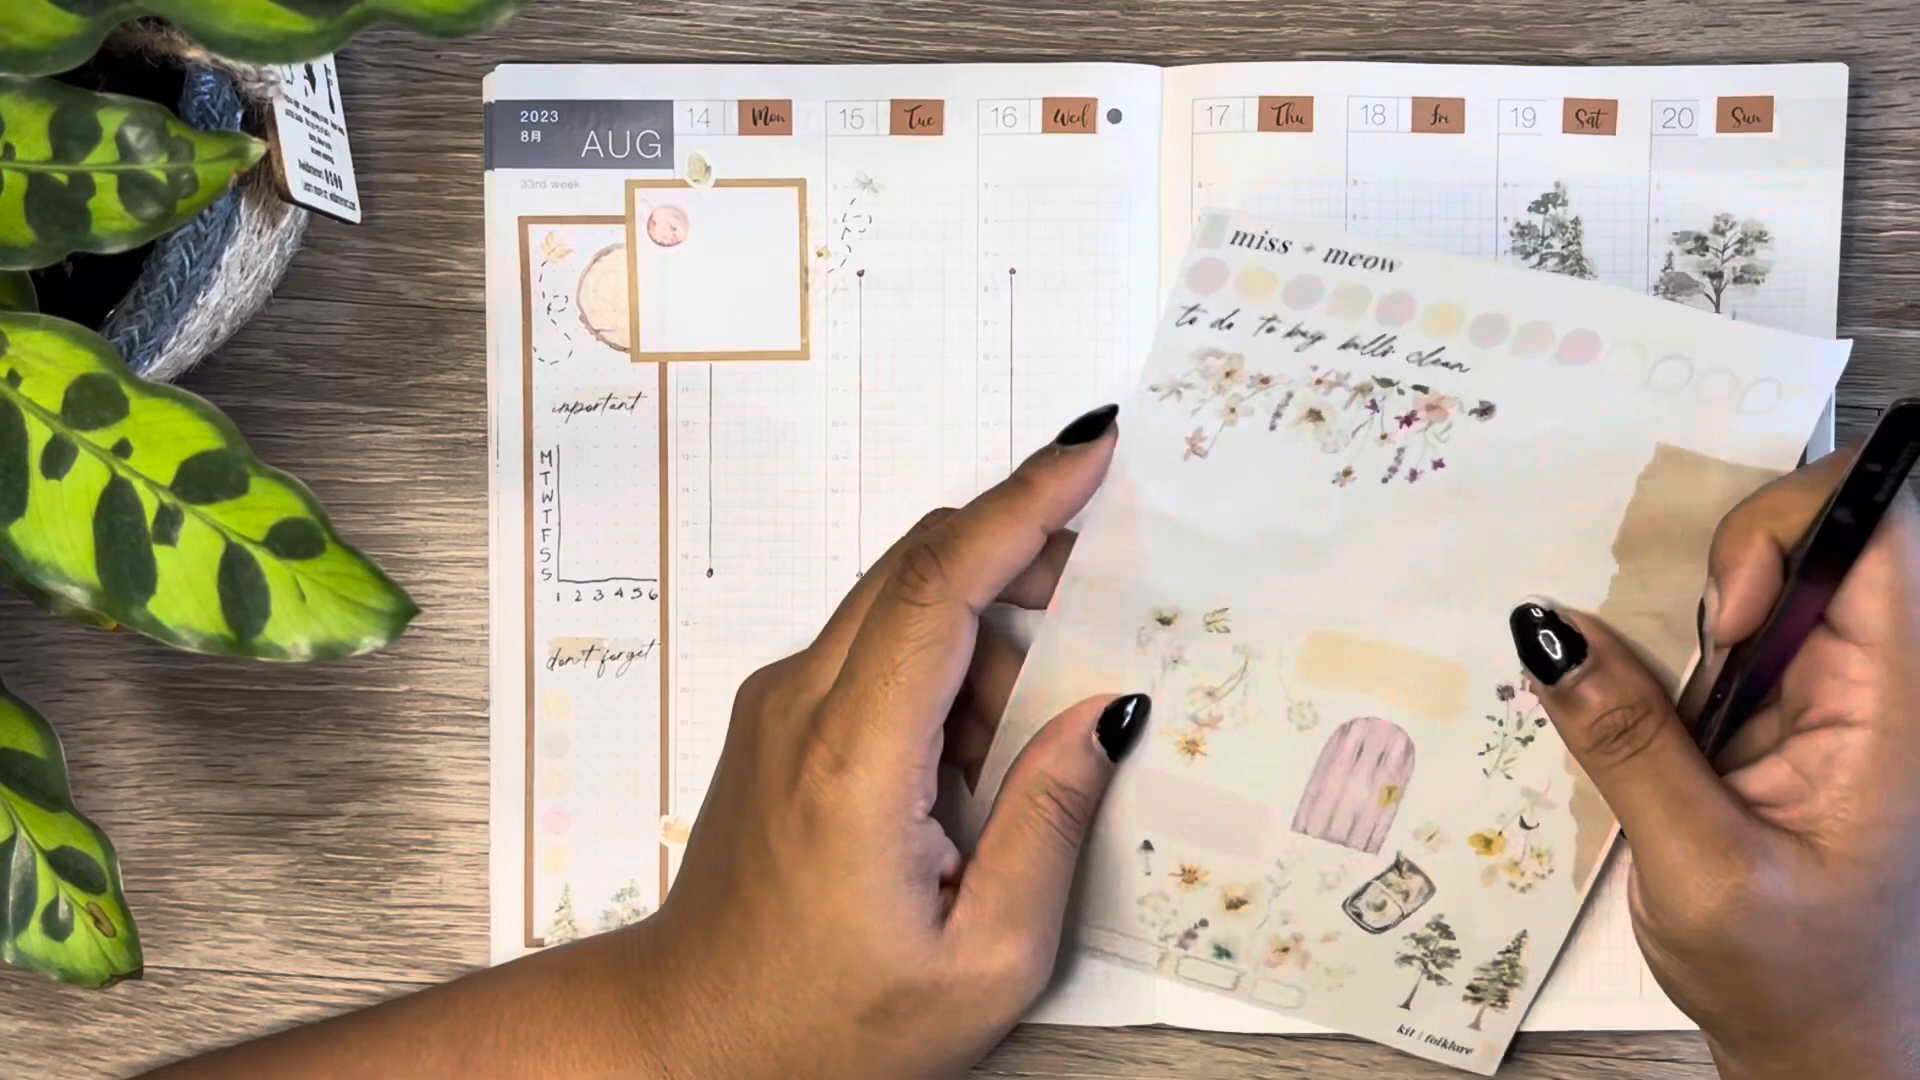 2023
8月
AUG
14 Mon
15 Tue
16 Wed
17 Thu
18 Fri
19 Sat
20 Sun
33rd week
important
M
T
W
T
F
S
S
1 2 3 4 5 6
don't forget
miss + meow
to do to buy bills clean
kit | folklore